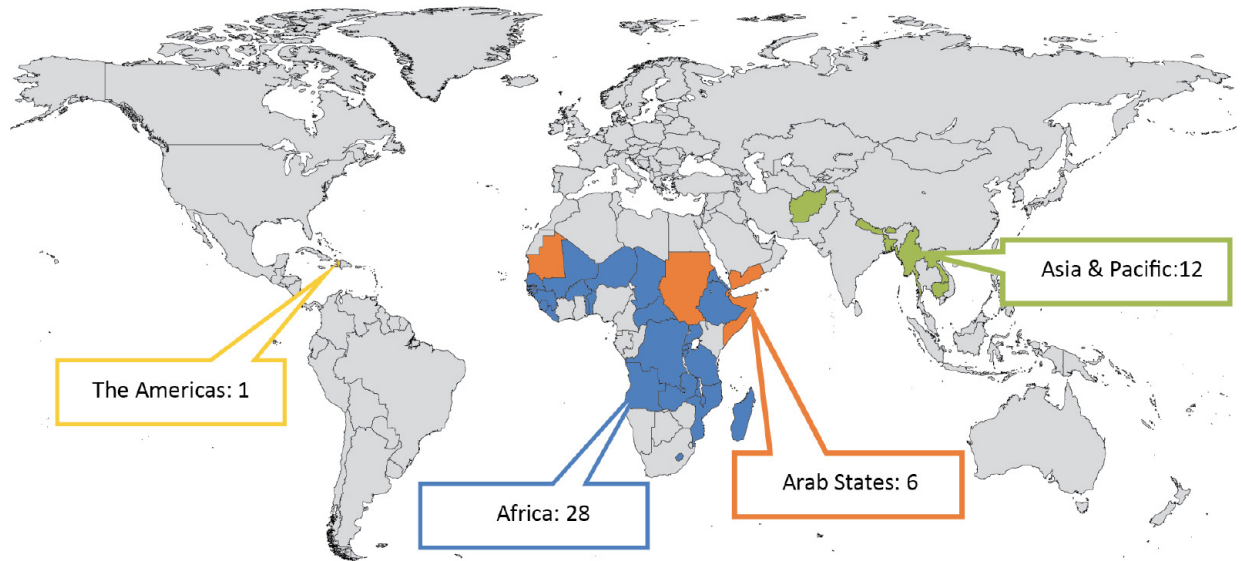 Asia & Pacific:12
The Americas: 1
Arab States: 6
Africa: 28